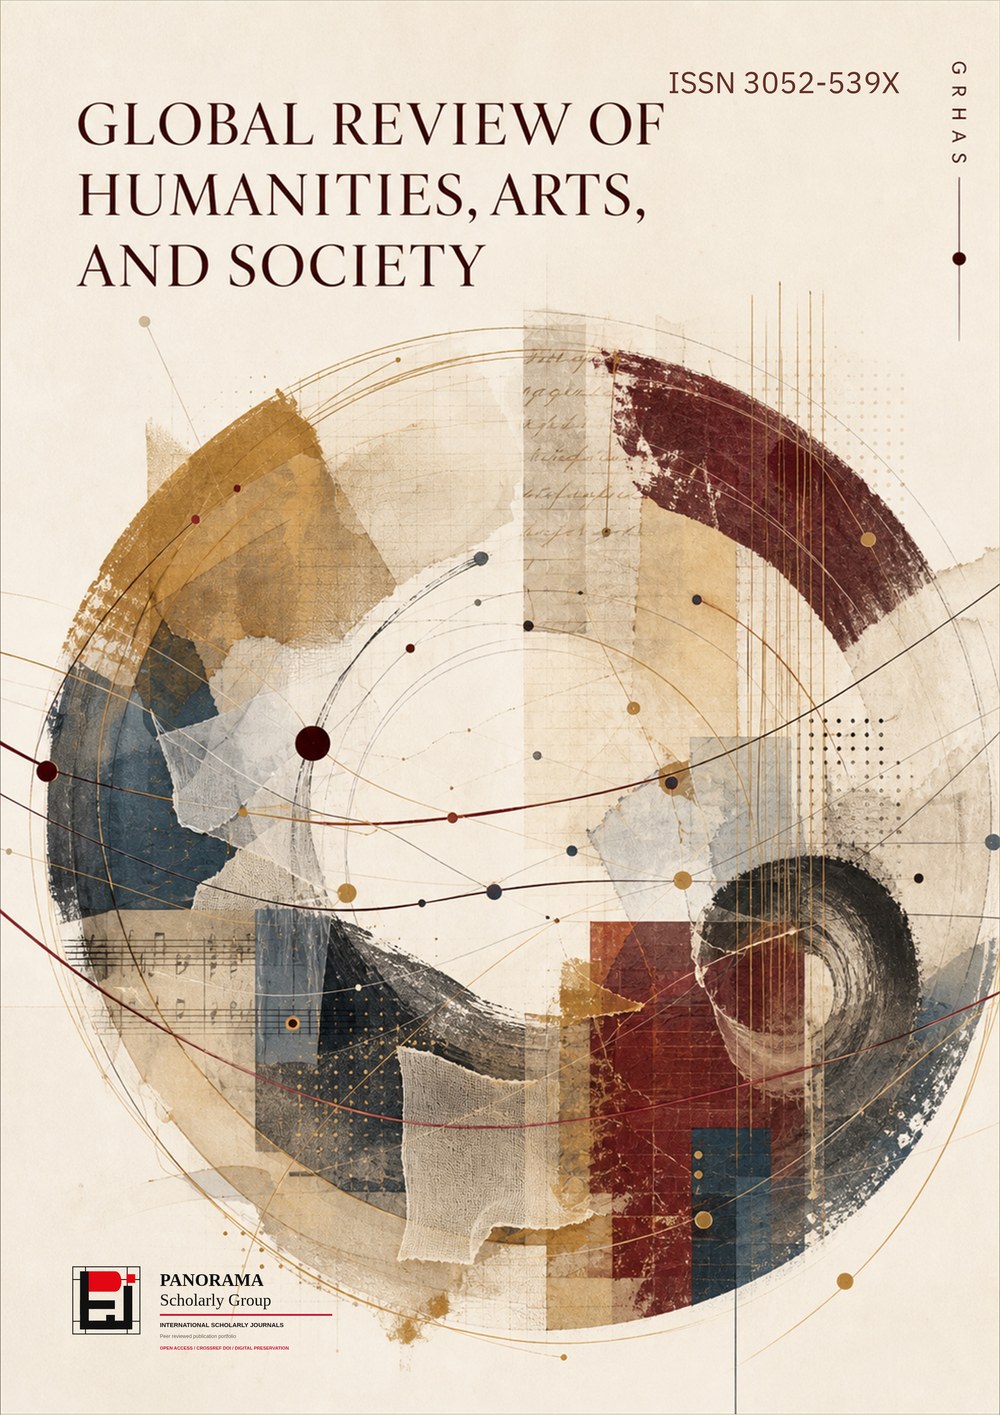 ISSN 3052-539X
GRHAS
GLOBAL REVIEW OF
HUMANITIES, ARTS,
AND SOCIETY
PANORAMA
Scholarly Group
INTERNATIONAL SCHOLARLY JOURNALS
Peer reviewed publication portfolio
OPEN ACCESS / CROSSREF DOI / DIGITAL PRESERVATION